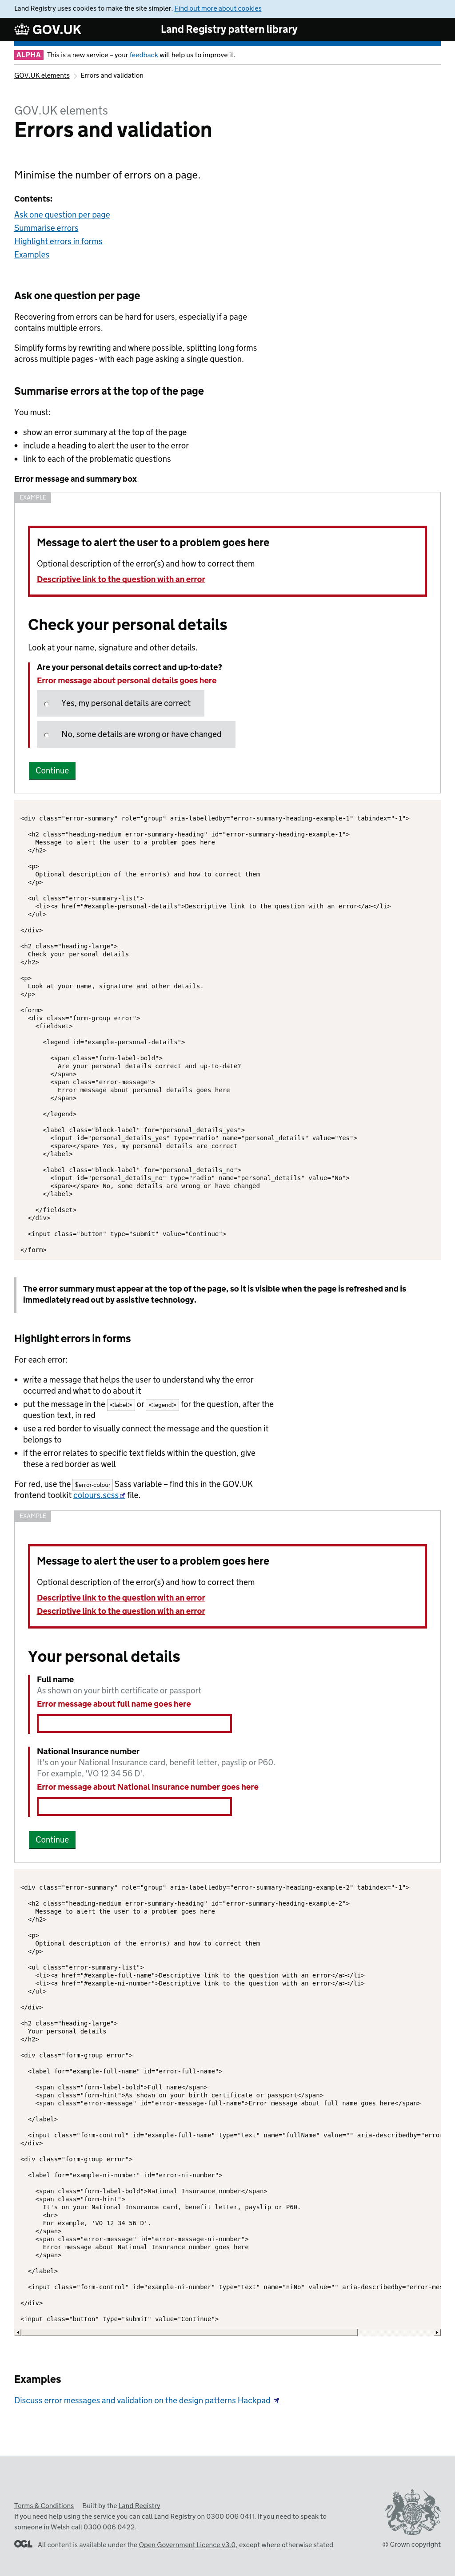 Land Registry uses cookies to make the site simpler. Find out more about cookies
GOV.UK
Land Registry pattern library
ALPHA This is a new service – your feedback will help us to improve it.
GOV.UK elements
Errors and validation
GOV.UK elements
Errors and validation
Minimise the number of errors on a page.
Contents:
Ask one question per page
Summarise errors
Highlight errors in forms
Examples
Ask one question per page
Recovering from errors can be hard for users, especially if a page
contains multiple errors.
Simplify forms by rewriting and where possible, splitting long forms
across multiple pages - with each page asking a single question.
Summarise errors at the top of the page
You must:
show an error summary at the top of the page
include a heading to alert the user to the error
link to each of the problematic questions
Error message and summary box
EXAMPLE
Message to alert the user to a problem goes here
Optional description of the error(s) and how to correct them
Descriptive link to the question with an error
Check your personal details
Look at your name, signature and other details.
Are your personal details correct and up-to-date?
Error message about personal details goes here
Yes, my personal details are correct
No, some details are wrong or have changed
Continue
<div class="error-summary" role="group" aria-labelledby="error-summary-heading-example-1" tabindex="-1">
<h2 class="heading-medium error-summary-heading" id="error-summary-heading-example-1">
Message to alert the user to a problem goes here
</h2>
<p>
Optional description of the error(s) and how to correct them
</p>
<ul class="error-summary-list">
<li><a href="#example-personal-details">Descriptive link to the question with an error</a></li>
</ul>
</div>
<h2 class="heading-large">
Check your personal details
</h2>
<p>
Look at your name, signature and other details.
</p>
<form>
<div class="form-group error">
<fieldset>
<legend id="example-personal-details">
<span class="form-label-bold">
Are your personal details correct and up-to-date?
</span>
<span class="error-message">
Error message about personal details goes here
</span>
</legend>
<label class="block-label" for="personal_details_yes">
<input id="personal_details_yes" type="radio" name="personal_details" value="Yes">
<span></span> Yes, my personal details are correct
</label>
<label class="block-label" for="personal_details_no">
<input id="personal_details_no" type="radio" name="personal_details" value="No">
<span></span> No, some details are wrong or have changed
</label>
</fieldset>
</div>
<input class="button" type="submit" value="Continue">
</form>
The error summary must appear at the top of the page, so it is visible when the page is refreshed and is
immediately read out by assistive technology.
Highlight errors in forms
For each error:
write a message that helps the user to understand why the error
occurred and what to do about it
put the message in the <label> or <legend> for the question, after the
question text, in red
use a red border to visually connect the message and the question it
belongs to
if the error relates to specific text fields within the question, give
these a red border as well
For red, use the $error-colour Sass variable – find this in the GOV.UK
frontend toolkit colours.scss file.
EXAMPLE
Message to alert the user to a problem goes here
Optional description of the error(s) and how to correct them
Descriptive link to the question with an error
Descriptive link to the question with an error
Your personal details
Full name
As shown on your birth certificate or passport
Error message about full name goes here
National Insurance number
It's on your National Insurance card, benefit letter, payslip or P60.
For example, 'VO 12 34 56 D'.
Error message about National Insurance number goes here
Continue
<div class="error-summary" role="group" aria-labelledby="error-summary-heading-example-2" tabindex="-1">
<h2 class="heading-medium error-summary-heading" id="error-summary-heading-example-2">
Message to alert the user to a problem goes here
</h2>
<p>
Optional description of the error(s) and how to correct them
</p>
<ul class="error-summary-list">
<li><a href="#example-full-name">Descriptive link to the question with an error</a></li>
<li><a href="#example-ni-number">Descriptive link to the question with an error</a></li>
</ul>
</div>
<h2 class="heading-large">
Your personal details
</h2>
<div class="form-group error">
<label for="example-full-name" id="error-full-name">
<span class="form-label-bold">Full name</span>
<span class="form-hint">As shown on your birth certificate or passport</span>
<span class="error-message" id="error-message-full-name">Error message about full name goes here</span>
</label>
<input class="form-control" id="example-full-name" type="text" name="fullName" value="" aria-describedby="error
</div>
<div class="form-group error">
<label for="example-ni-number" id="error-ni-number">
<span class="form-label-bold">National Insurance number</span>
<span class="form-hint">
It's on your National Insurance card, benefit letter, payslip or P60.
<br>
For example, 'VO 12 34 56 D'.
</span>
<span class="error-message" id="error-message-ni-number">
Error message about National Insurance number goes here
</span>
</label>
<input class="form-control" id="example-ni-number" type="text" name="niNo" value="" aria-describedby="error-mes
</div>
<input class="button" type="submit" value="Continue">
Examples
Discuss error messages and validation on the design patterns Hackpad
Terms & Conditions Built by the Land Registry
If you need help using the service you can call Land Registry on 0300 006 0411. If you need to speak to
someone in Welsh call 0300 006 0422.
OGL All content is available under the Open Government Licence v3.0, except where otherwise stated
© Crown copyright